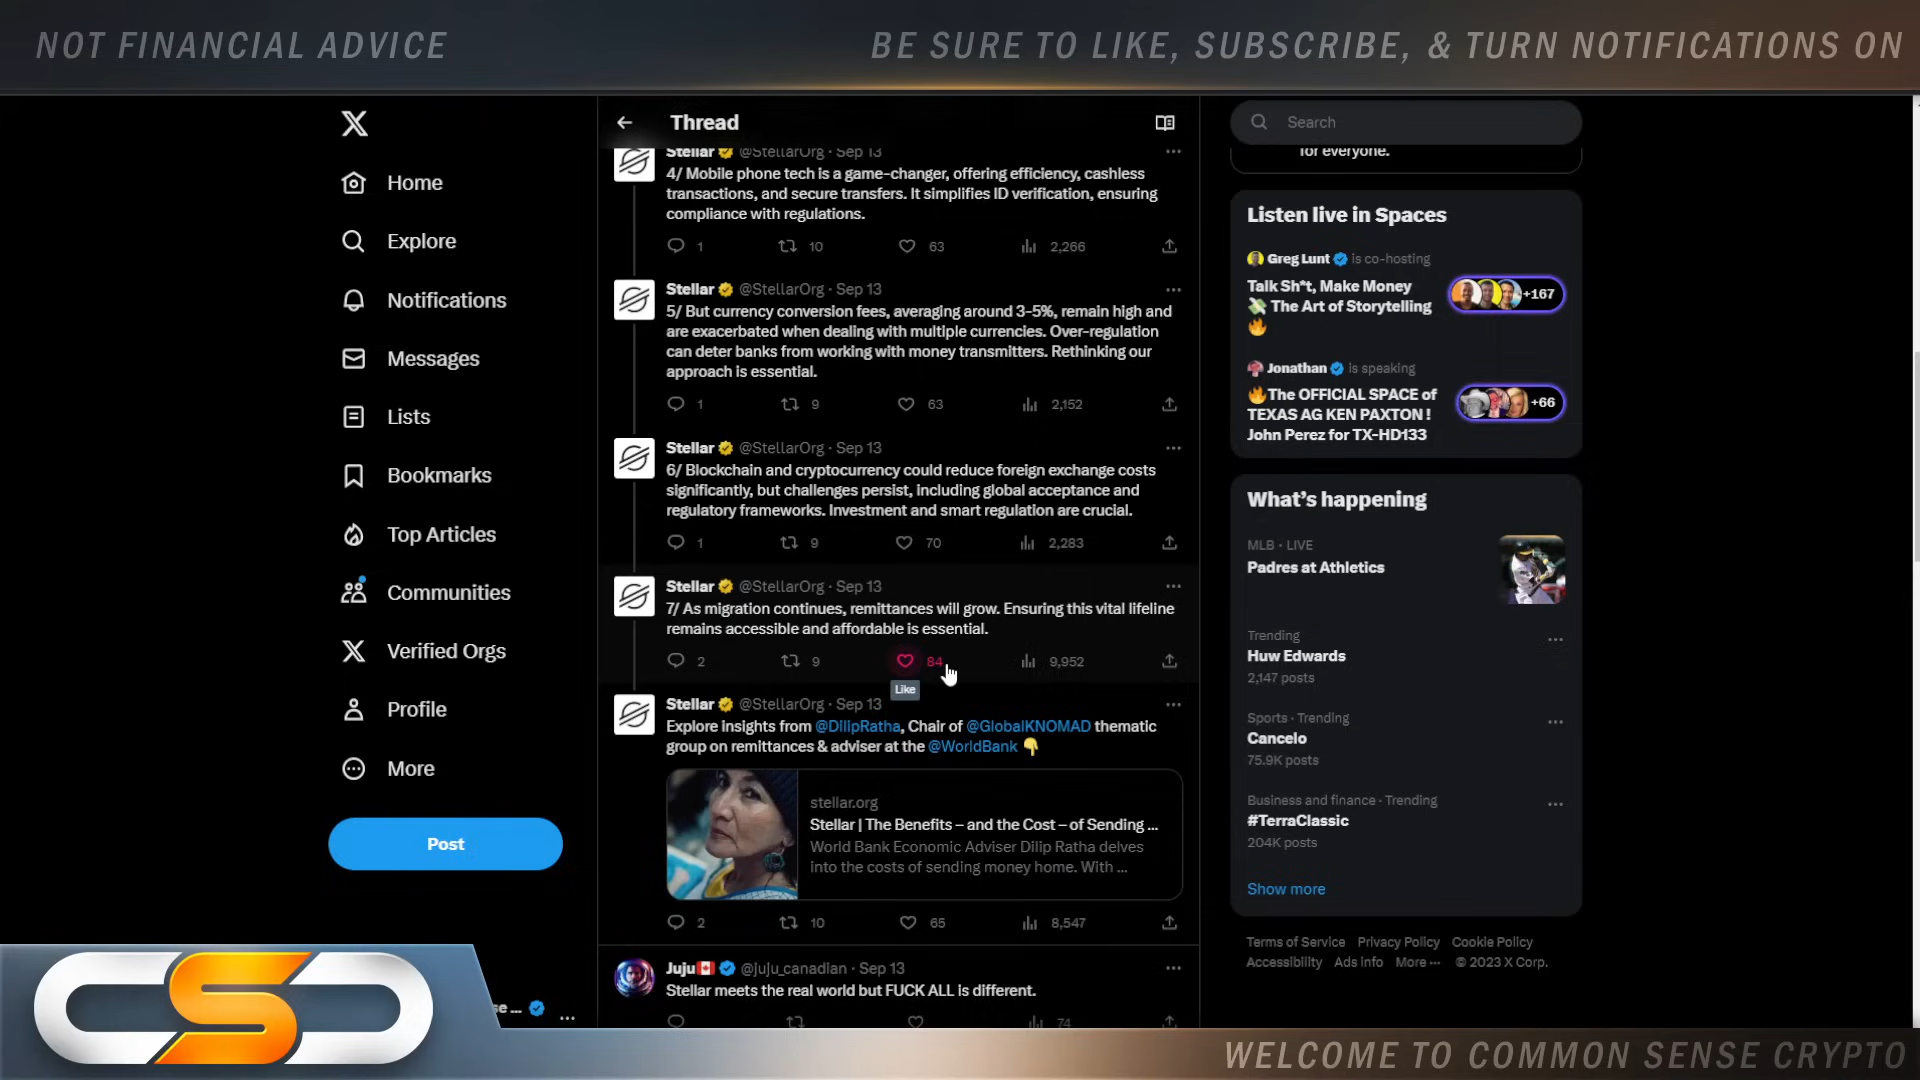 NOT FINANCIAL ADVICE
BE SURE TO LIKE, SUBSCRIBE, & TURN NOTIFICATIONS ON
Home
Explore
Notifications
Messages
Lists
Bookmarks
Top Articles
Communities
Verified Orgs
Profile
More
Post
Thread
Stellar @StellarOrg · Sep 13
4/ Mobile phone tech is a game-changer, offering efficiency, cashless
transactions, and secure transfers. It simplifies ID verification, ensuring
compliance with regulations.
1 10 63 2,266
Stellar @StellarOrg · Sep 13
5/ But currency conversion fees, averaging around 3-5%, remain high and
are exacerbated when dealing with multiple currencies. Over-regulation
can deter banks from working with money transmitters. Rethinking our
approach is essential.
1 9 63 2,152
Stellar @StellarOrg · Sep 13
6/ Blockchain and cryptocurrency could reduce foreign exchange costs
significantly, but challenges persist, including global acceptance and
regulatory frameworks. Investment and smart regulation are crucial.
1 9 70 2,283
Stellar @StellarOrg · Sep 13
7/ As migration continues, remittances will grow. Ensuring this vital lifeline
remains accessible and affordable is essential.
2 9 84 9,952
Like
Stellar @StellarOrg · Sep 13
Explore insights from @DilipRatha, Chair of @GlobalKNOMAD thematic
group on remittances & adviser at the @WorldBank
stellar.org
Stellar | The Benefits – and the Cost – of Sending ...
World Bank Economic Adviser Dilip Ratha delves
into the costs of sending money home. With ...
2 10 65 8,547
Juju @juju_canadian · Sep 13
Stellar meets the real world but FUCK ALL is different.
74
Search
for everyone.
Listen live in Spaces
Greg Lunt is co-hosting
Talk Sh*t, Make Money
The Art of Storytelling
+167
Jonathan is speaking
The OFFICIAL SPACE of
TEXAS AG KEN PAXTON !
John Perez for TX-HD133
+66
What's happening
MLB · LIVE
Padres at Athletics
Trending
Huw Edwards
2,147 posts
Sports · Trending
Cancelo
75.9K posts
Business and finance · Trending
#TerraClassic
204K posts
Show more
Terms of Service Privacy Policy Cookie Policy
Accessibility Ads info More ··· © 2023 X Corp.
CSC
se ...
WELCOME TO COMMON SENSE CRYPTO